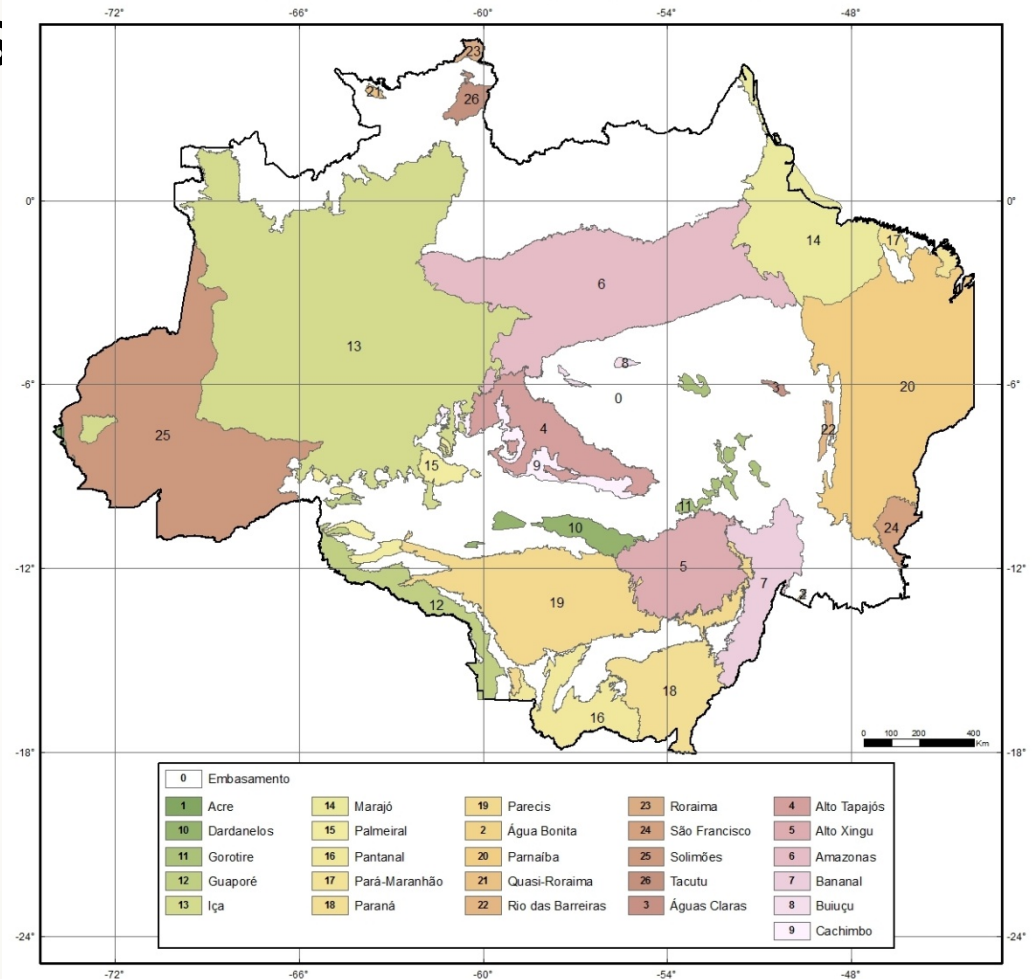 -72° -66° -60° -54° -48°
23
21
26
0° 0°
14
17
6
13
8
-6° -6°
0
3
20
25
4
22
15
9
11
10
24
-12° -12°
5
7
2
12
19
18
16
0 100 200 400
Km
-18° -18°
0 Embasamento
1 Acre 14 Marajó 19 Parecis 23 Roraima 4 Alto Tapajós
10 Dardanelos 15 Palmeiral 2 Água Bonita 24 São Francisco 5 Alto Xingu
11 Gorotire 16 Pantanal 20 Parnaíba 25 Solimões 6 Amazonas
12 Guaporé 17 Pará-Maranhão 21 Quasi-Roraima 26 Tacutu 7 Bananal
13 Iça 18 Paraná 22 Rio das Barreiras 3 Águas Claras 8 Buiuçu
9 Cachimbo
-24° -24°
-72° -66° -60° -54° -48°